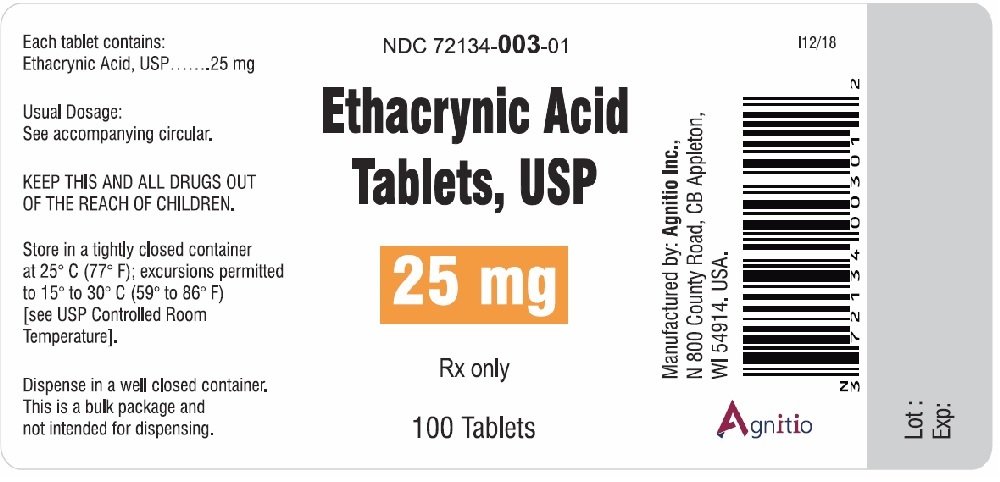 Each tablet contains:
Ethacrynic Acid, USP.......25 mg
Usual Dosage:
See accompanying circular.
KEEP THIS AND ALL DRUGS OUT
OF THE REACH OF CHILDREN.
Store in a tightly closed container
at 25° C (77° F); excursions permitted
to 15° to 30° C (59° to 86° F)
[see USP Controlled Room
Temperature].
Dispense in a well closed container.
This is a bulk package and
not intended for dispensing.
NDC 72134-003-01
Ethacrynic Acid
Tablets, USP
25 mg
Rx only
100 Tablets
I12/18
Manufactured by: Agnitio Inc.,
N 800 County Road, CB Appleton,
WI 54914. USA.
N
3 72134 00301 2
Agnitio
Lot :
Exp: